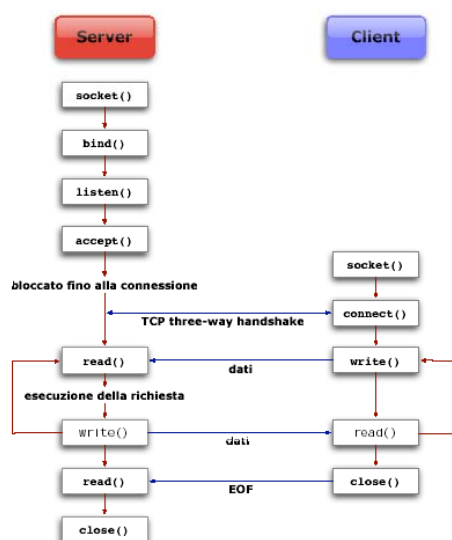 Server
Client
socket()
bind()
listen()
accept()
bloccato fino alla connessione
socket()
TCP three-way handshake
connect()
read()
dati
write()
esecuzione della richiesta
write()
dati
read()
read()
EOF
close()
close()